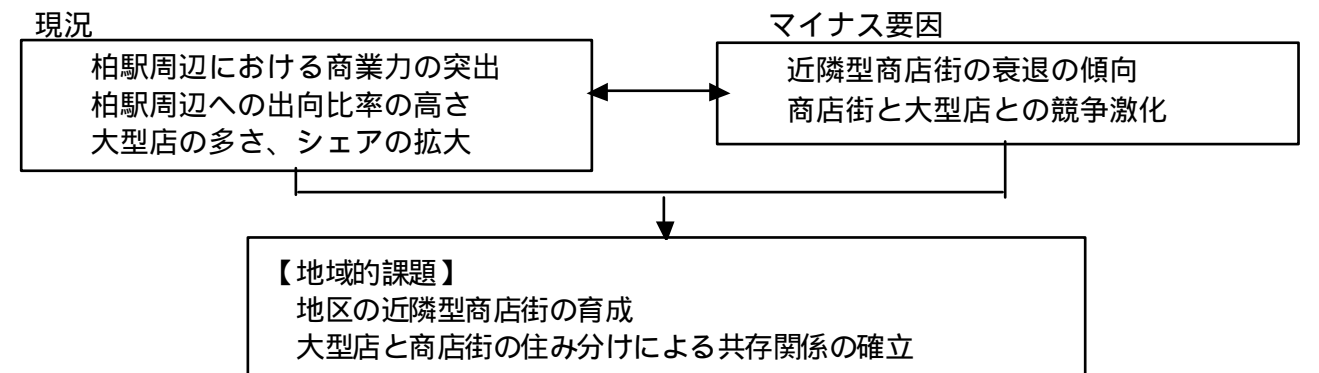 現況
柏駅周辺における商業力の突出
柏駅周辺への出向比率の高さ
大型店の多さ、シェアの拡大
マイナス要因
近隣型商店街の衰退の傾向
商店街と大型店との競争激化
【地域的課題】
地区の近隣型商店街の育成
大型店と商店街の住み分けによる共存関係の確立